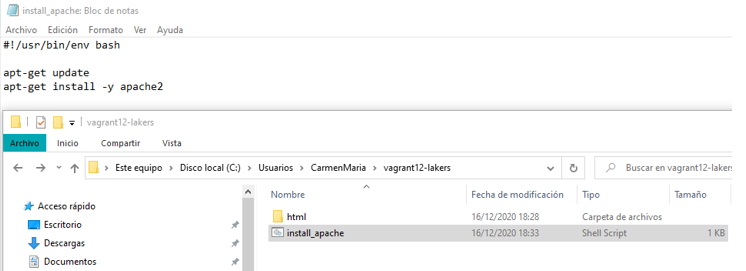 install_apache: Bloc de notas
Archivo Edición Formato Ver Ayuda
#!/usr/bin/env bash
apt-get update
apt-get install -y apache2
vagrant12-lakers
Archivo Inicio Compartir Vista
Este equipo > Disco local (C:) > Usuarios > CarmenMaria > vagrant12-lakers
Buscar en vagrant12-lakers
Nombre Fecha de modificación Tipo Tamaño
Acceso rápido
html 16/12/2020 18:28 Carpeta de archivos
Escritorio
install_apache 16/12/2020 18:33 Shell Script 1 KB
Descargas
Documentos